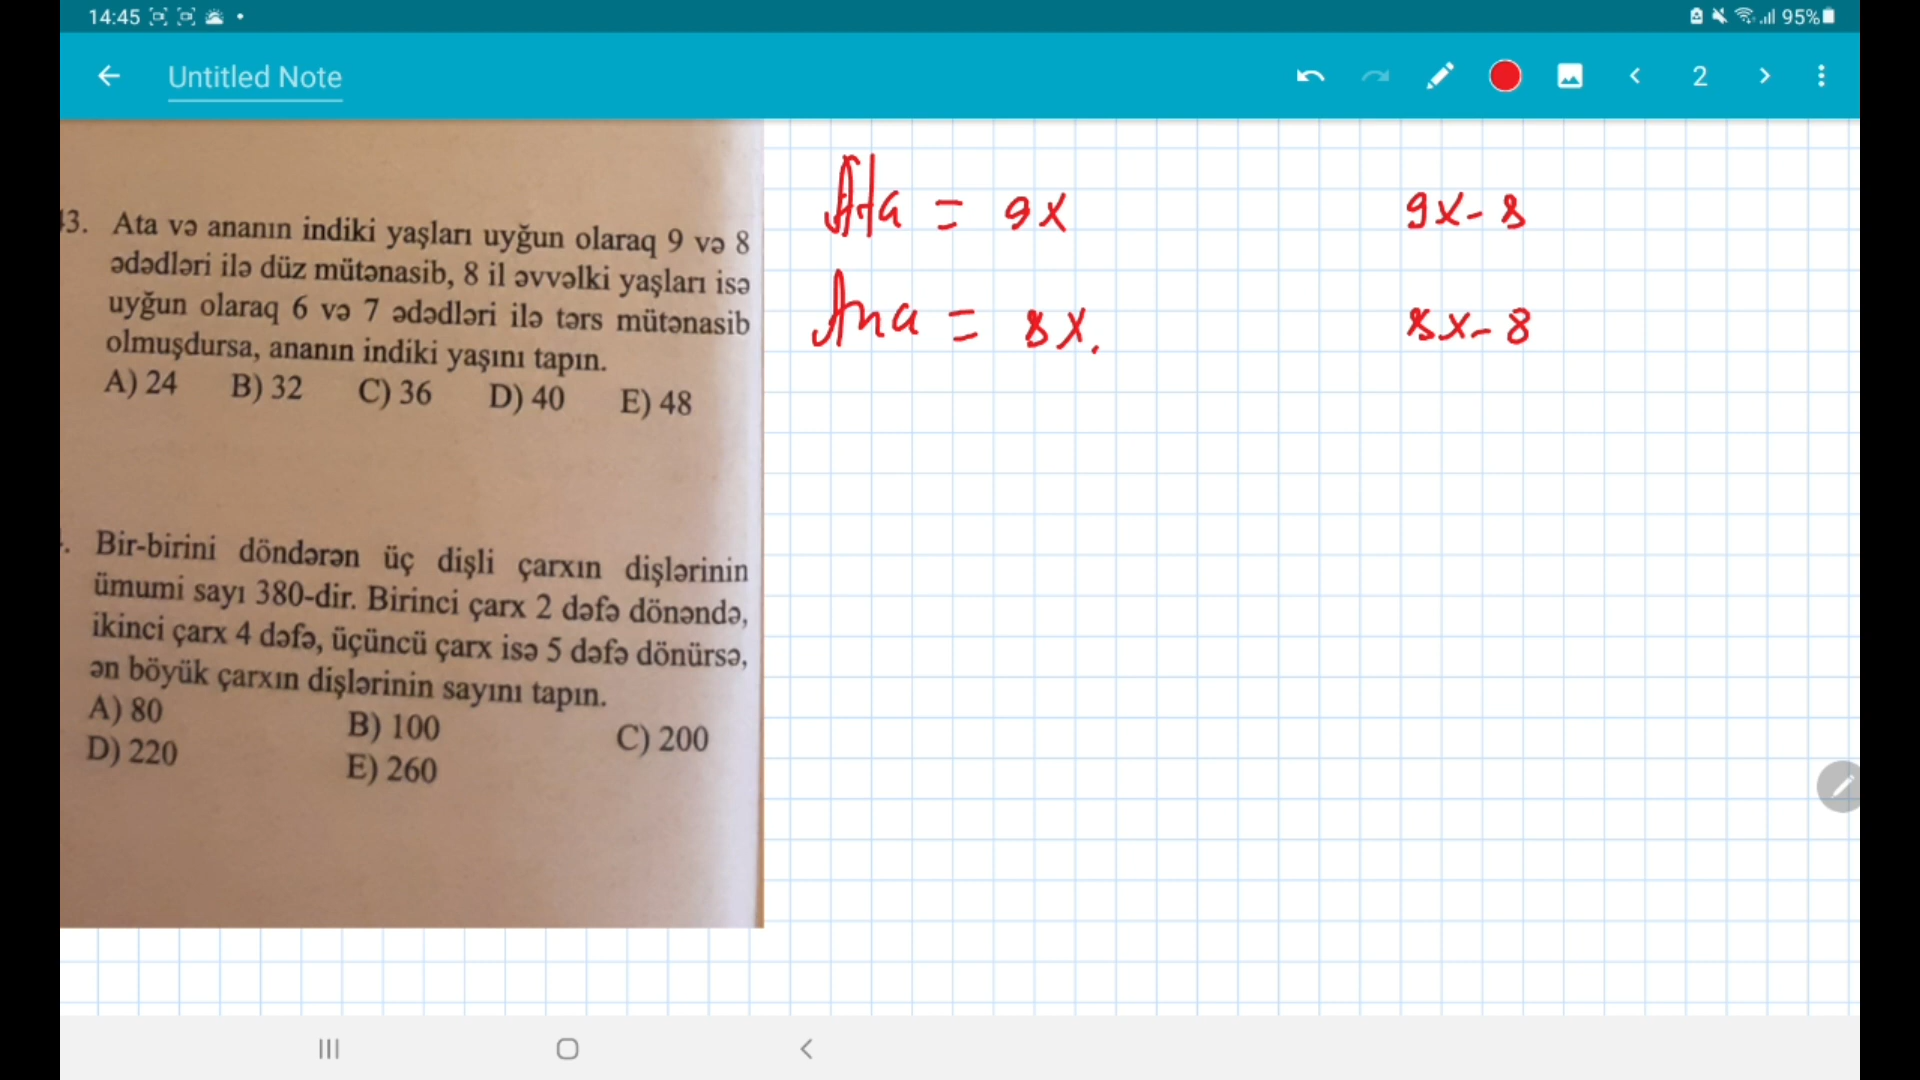 14:45
95%
Untitled Note
2
43. Ata və ananın indiki yaşları uyğun olaraq 9 və 8
ədədləri ilə düz mütənasib, 8 il əvvəlki yaşları isə
uyğun olaraq 6 və 7 ədədləri ilə tərs mütənasib
olmuşdursa, ananın indiki yaşını tapın.
A) 24 B) 32 C) 36 D) 40 E) 48
. Bir-birini döndərən üç dişli çarxın dişlərinin
ümumi sayı 380-dir. Birinci çarx 2 dəfə dönəndə,
ikinci çarx 4 dəfə, üçüncü çarx isə 5 dəfə dönürsə,
ən böyük çarxın dişlərinin sayını tapın.
A) 80 B) 100 C) 200
D) 220 E) 260
Ata = 9x 9x-8
Ana = 8x. 8x-8